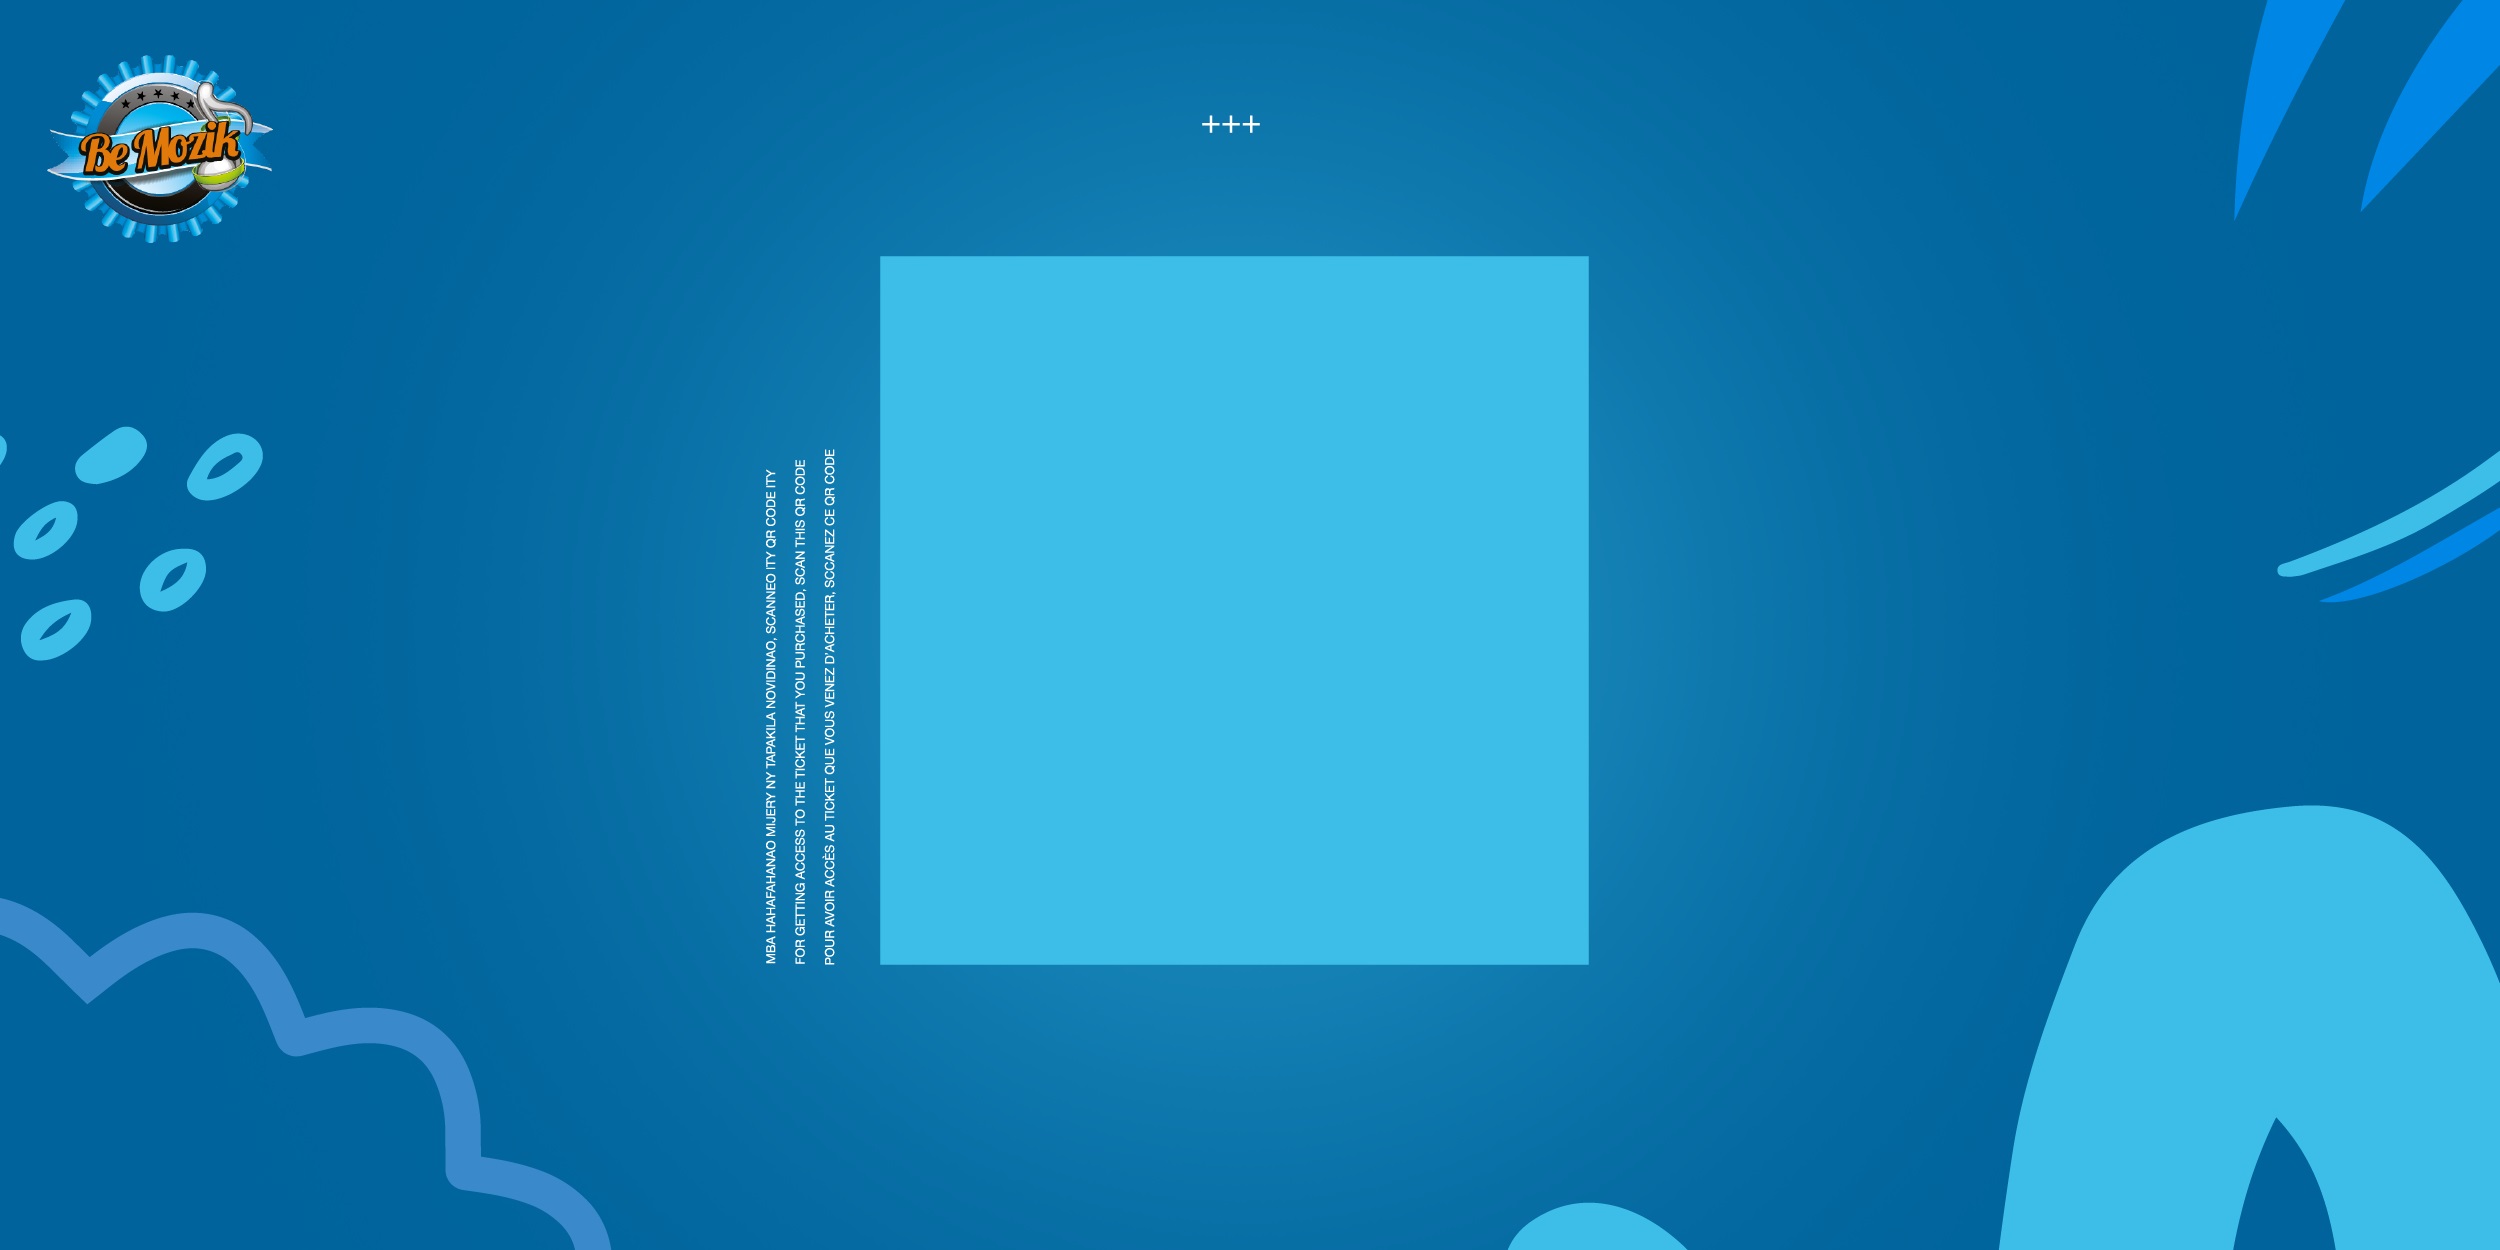 Be Mozik
+++
MBA HAHAFAHANAO MIJERY NY TAPAKILA NOVIDINAO, SCANNEO ITY QR CODE ITY
FOR GETTING ACCESS TO THE TICKET THAT YOU PURCHASED, SCAN THIS QR CODE
POUR AVOIR ACCÈS AU TICKET QUE VOUS VENEZ D'ACHETER, SCCANEZ CE QR CODE